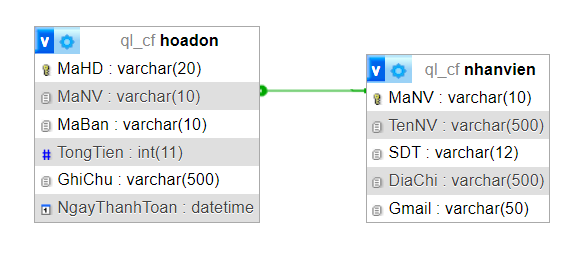 v ql_cf hoadon
MaHD : varchar(20)
MaNV : varchar(10)
MaBan : varchar(10)
# TongTien : int(11)
GhiChu : varchar(500)
NgayThanhToan : datetime
v ql_cf nhanvien
MaNV : varchar(10)
TenNV : varchar(500)
SDT : varchar(12)
DiaChi : varchar(500)
Gmail : varchar(50)